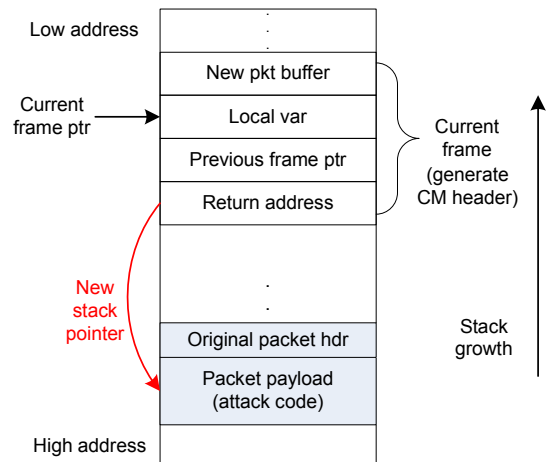 Low address
New pkt buffer
Current
frame ptr
Local var
Previous frame ptr
Return address
Current
frame
(generate
CM header)
New
stack
pointer
Original packet hdr
Packet payload
(attack code)
Stack
growth
High address